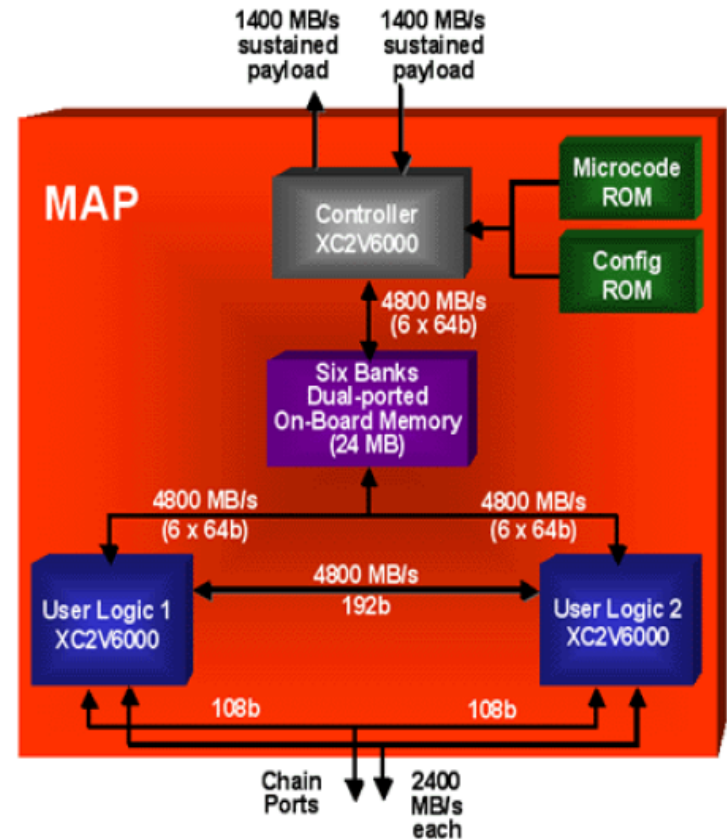 1400 MB/s
sustained
payload
1400 MB/s
sustained
payload
MAP
Microcode
ROM
Controller
XC2V6000
Config
ROM
4800 MB/s
(6 x 64b)
Six Banks
Dual-ported
On-Board Memory
(24 MB)
4800 MB/s
(6 x 64b)
4800 MB/s
(6 x 64b)
4800 MB/s
192b
User Logic 1
XC2V6000
User Logic 2
XC2V6000
108b
108b
Chain
Ports
2400
MB/s
each